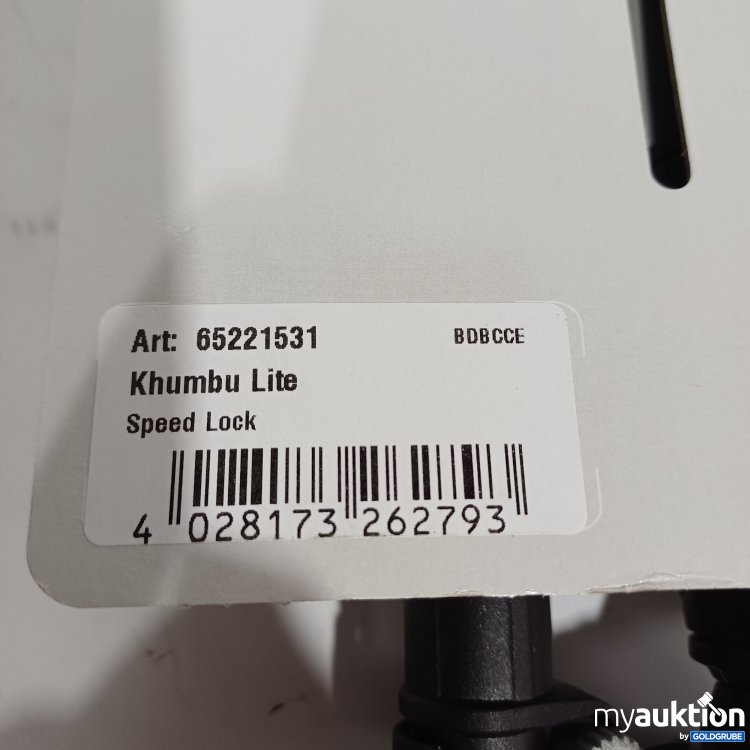 Art: 65221531 BDBCCE
Khumbu Lite
Speed Lock
4 028173 262793
myauktion
by GOLDGRUBE